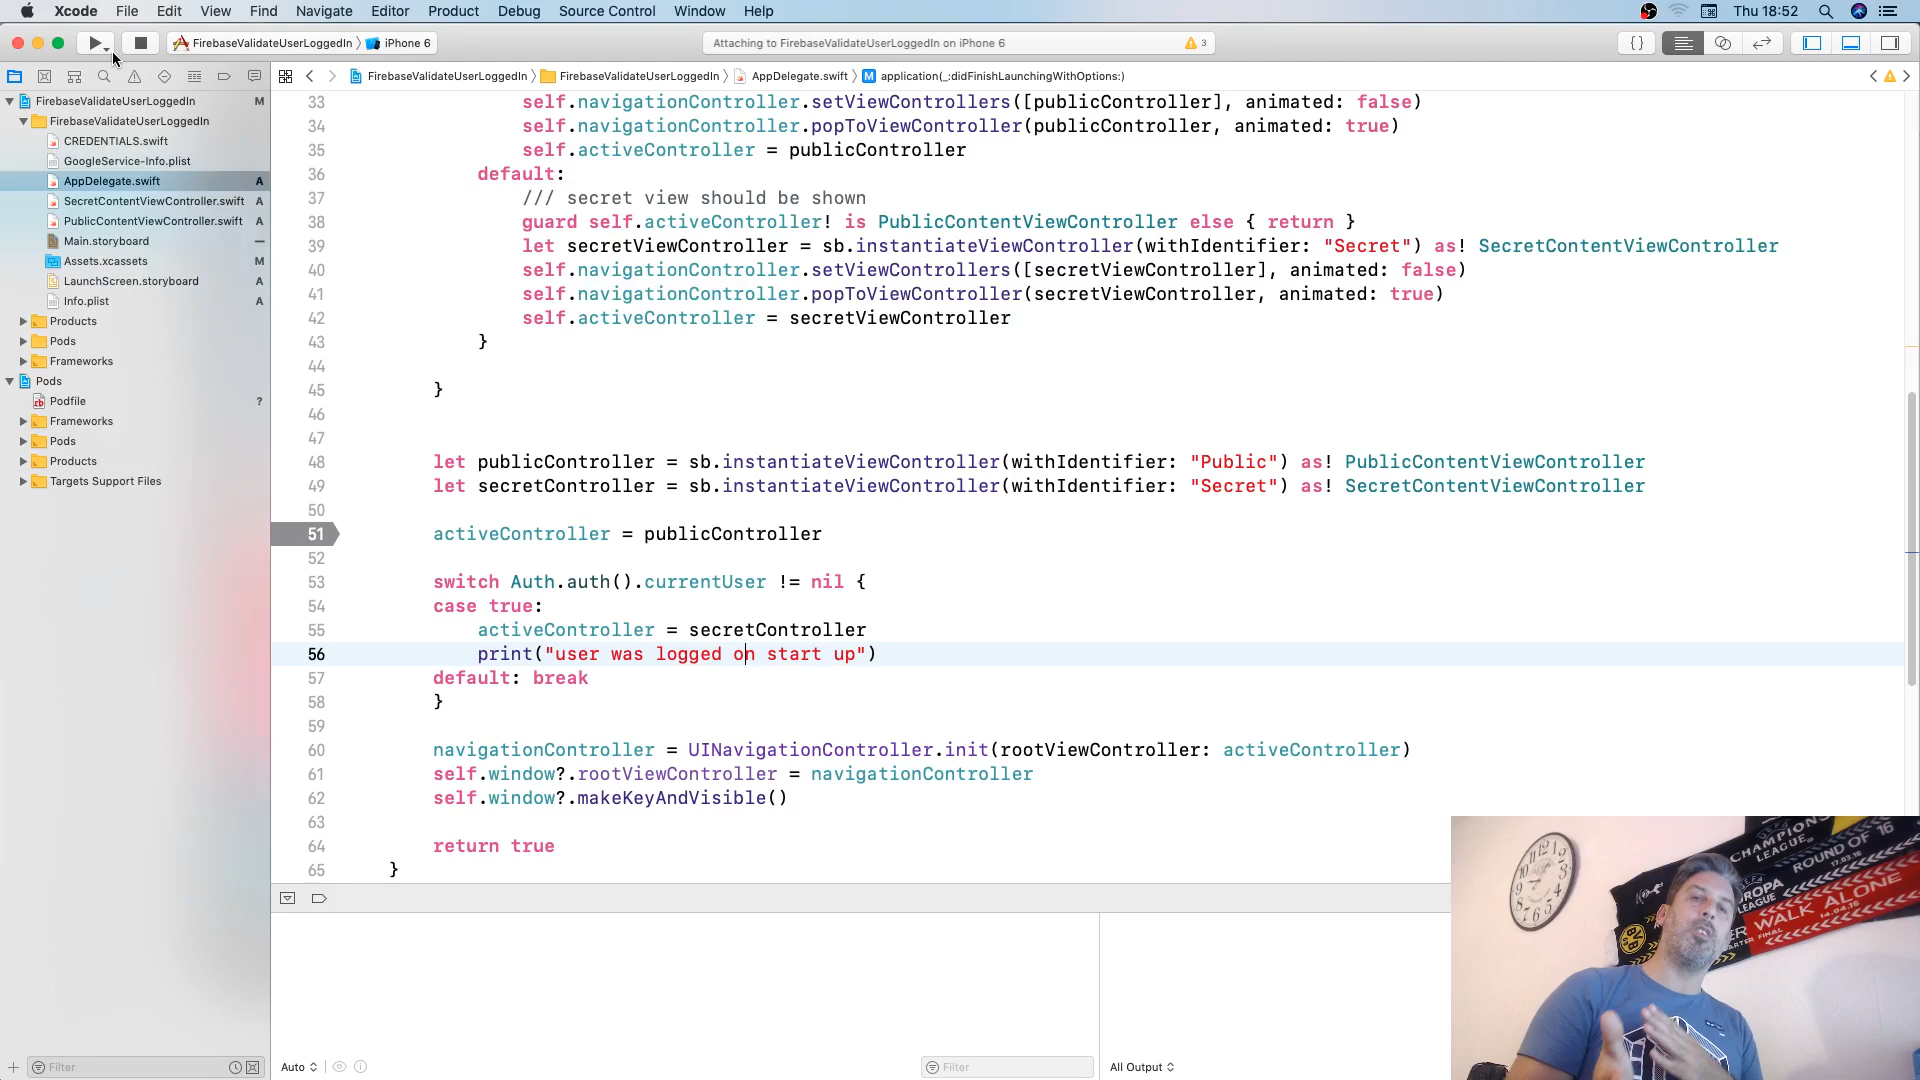 Xcode File Edit View Find Navigate Editor Product Debug Source Control Window Help Thu 18:52
FirebaseValidateUserLoggedIn iPhone 6 Attaching to FirebaseValidateUserLoggedIn on iPhone 6 3
FirebaseValidateUserLoggedIn FirebaseValidateUserLoggedIn AppDelegate.swift M application(_:didFinishLaunchingWithOptions:)
FirebaseValidateUserLoggedIn M
FirebaseValidateUserLoggedIn
CREDENTIALS.swift
GoogleService-Info.plist
AppDelegate.swift A
SecretContentViewController.swift A
PublicContentViewController.swift A
Main.storyboard
Assets.xcassets M
LaunchScreen.storyboard A
Info.plist A
Products
Pods
Frameworks
Pods
Podfile ?
Frameworks
Pods
Products
Targets Support Files
33 self.navigationController.setViewControllers([publicController], animated: false)
34 self.navigationController.popToViewController(publicController, animated: true)
35 self.activeController = publicController
36 default:
37 /// secret view should be shown
38 guard self.activeController! is PublicContentViewController else { return }
39 let secretViewController = sb.instantiateViewController(withIdentifier: "Secret") as! SecretContentViewController
40 self.navigationController.setViewControllers([secretViewController], animated: false)
41 self.navigationController.popToViewController(secretViewController, animated: true)
42 self.activeController = secretViewController
43 }
44
45 }
46
47
48 let publicController = sb.instantiateViewController(withIdentifier: "Public") as! PublicContentViewController
49 let secretController = sb.instantiateViewController(withIdentifier: "Secret") as! SecretContentViewController
50
51 activeController = publicController
52
53 switch Auth.auth().currentUser != nil {
54 case true:
55 activeController = secretController
56 print("user was logged on start up")
57 default: break
58 }
59
60 navigationController = UINavigationController.init(rootViewController: activeController)
61 self.window?.rootViewController = navigationController
62 self.window?.makeKeyAndVisible()
63
64 return true
65 }
Filter
Auto
Filter
All Output
CHAMPIONS
LEAGUE
ROUND OF 16
17.03.16
LEAGUE
WALK ALONE
14.04.16
BVB